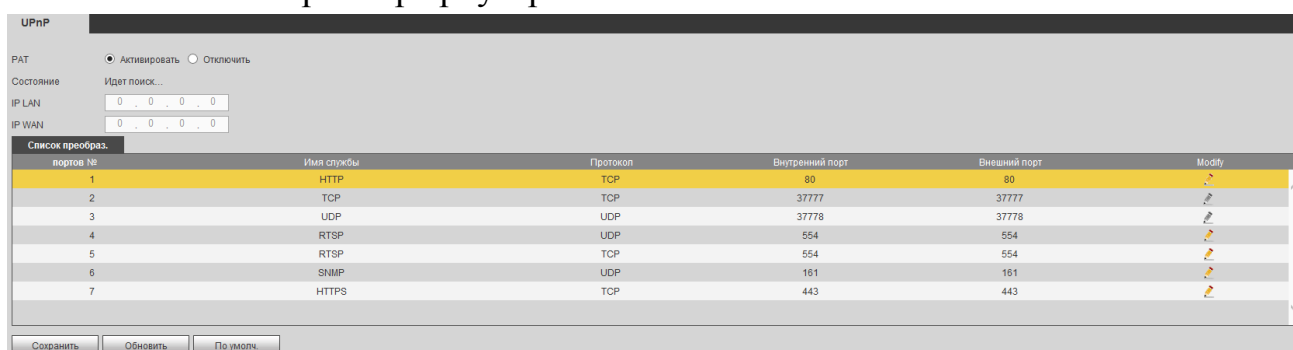 UPnP
PAT Активировать Отключить
Состояние Идет поиск...
IP LAN 0 . 0 . 0 . 0
IP WAN 0 . 0 . 0 . 0
Список преобраз.
портов № Имя службы Протокол Внутренний порт Внешний порт Modify
1 HTTP TCP 80 80
2 TCP TCP 37777 37777
3 UDP UDP 37778 37778
4 RTSP UDP 554 554
5 RTSP TCP 554 554
6 SNMP UDP 161 161
7 HTTPS TCP 443 443
Сохранить Обновить По умолч.